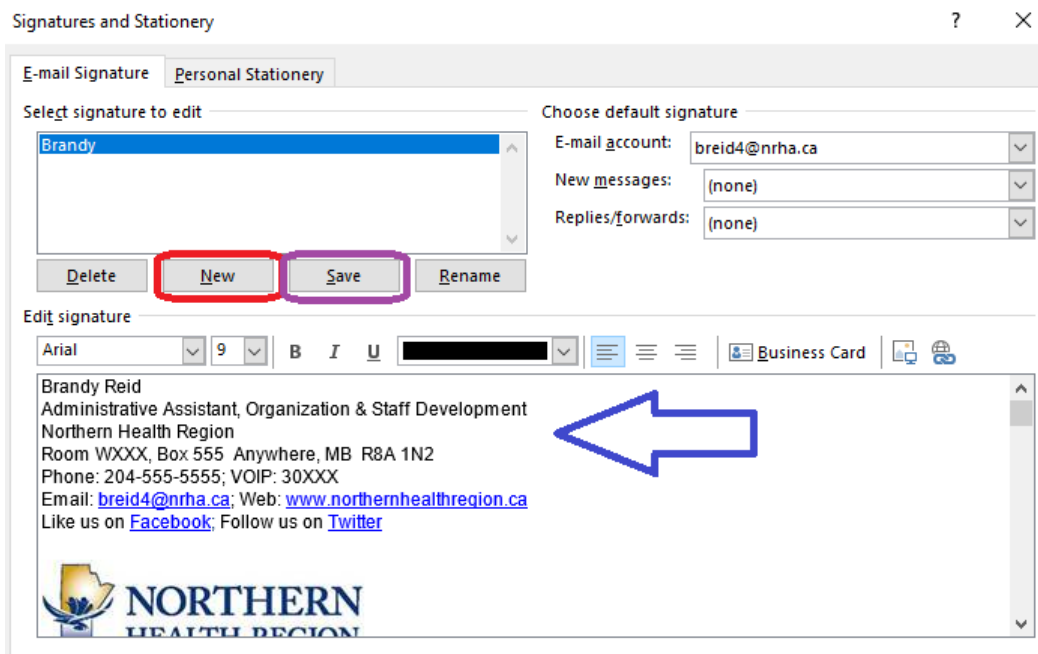 Signatures and Stationery ?
E-mail Signature Personal Stationery
Select signature to edit
Brandy
Delete New Save Rename
Choose default signature
E-mail account: breid4@nrha.ca
New messages: (none)
Replies/forwards: (none)
Edit signature
Arial 9 B I U Business Card
Brandy Reid
Administrative Assistant, Organization & Staff Development
Northern Health Region
Room WXXX, Box 555 Anywhere, MB R8A 1N2
Phone: 204-555-5555; VOIP: 30XXX
Email: breid4@nrha.ca; Web: www.northernhealthregion.ca
Like us on Facebook; Follow us on Twitter
NORTHERN
HEALTH REGION